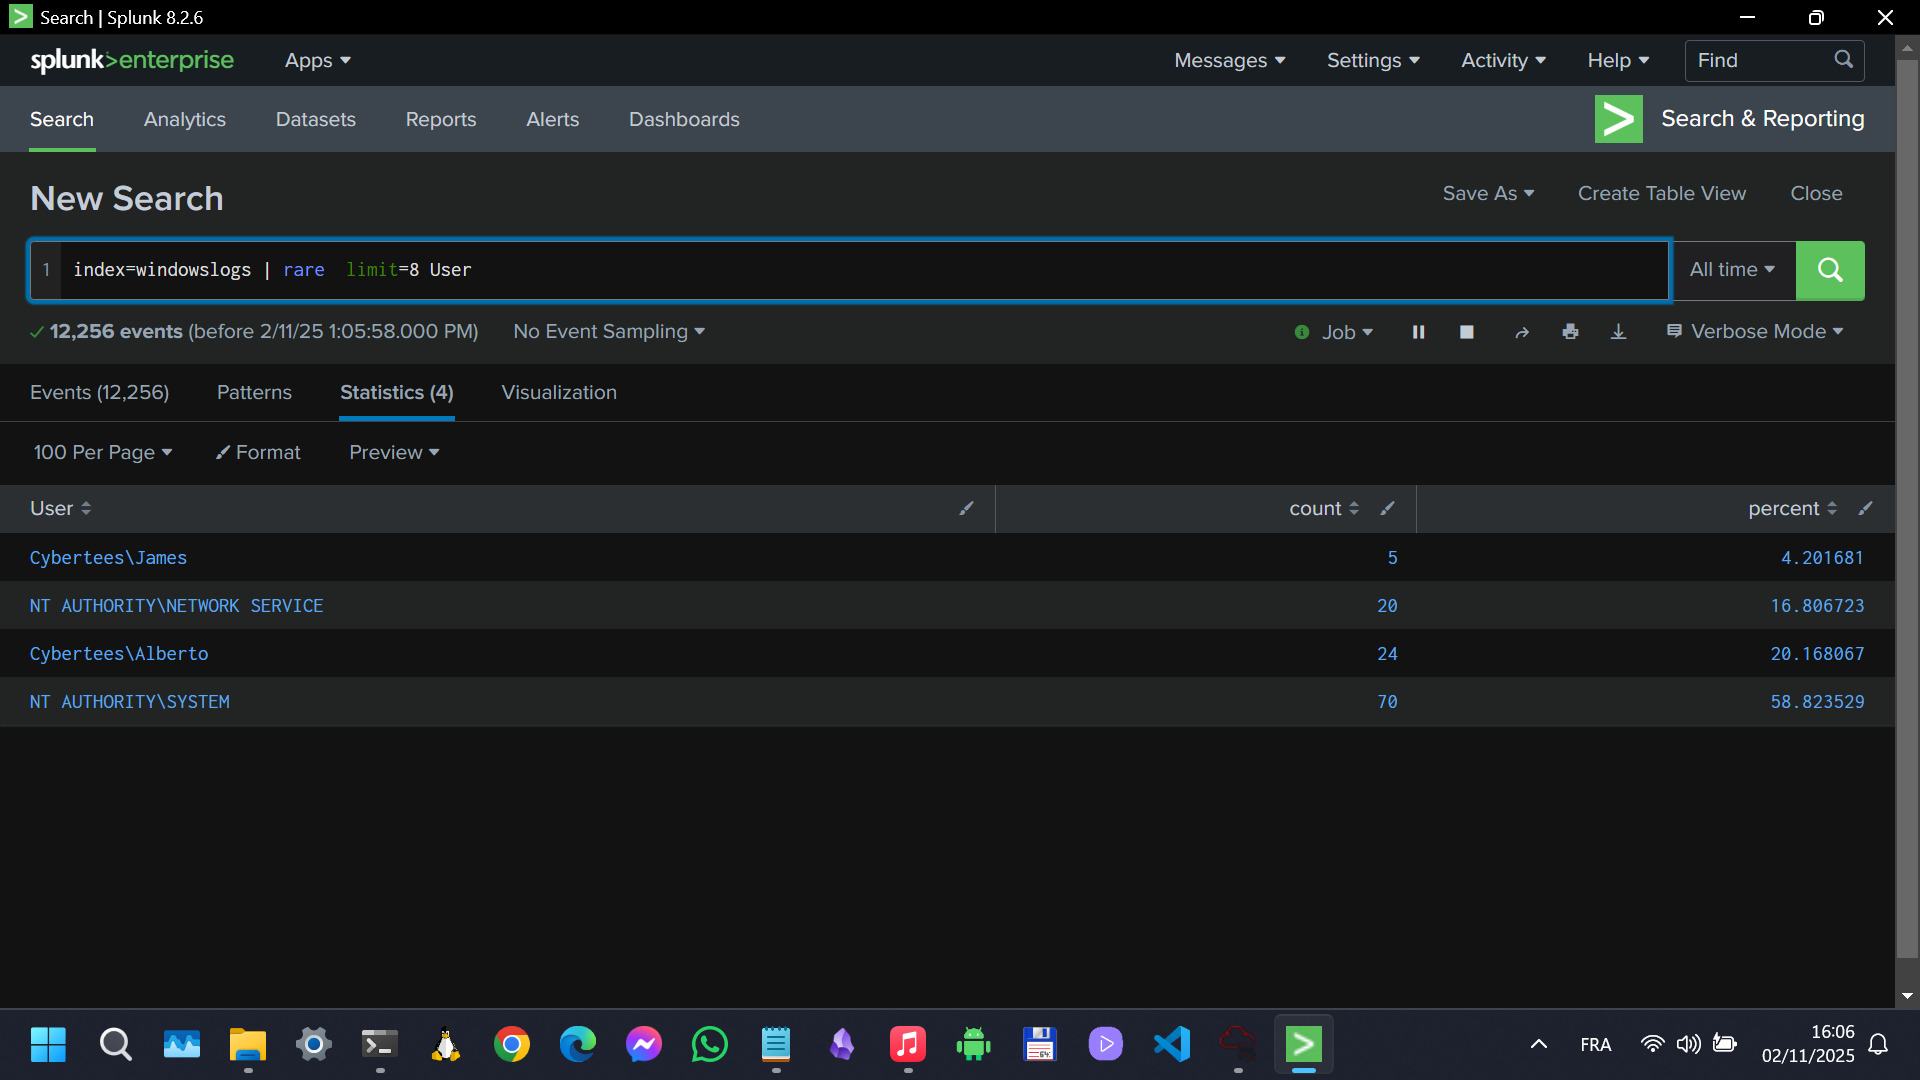 Search | Splunk 8.2.6
splunk>enterprise Apps Messages Settings Activity Help Find
Search Analytics Datasets Reports Alerts Dashboards Search & Reporting
New Search Save As Create Table View Close
1 index=windowslogs | rare  limit=8 User All time
12,256 events (before 2/11/25 1:05:58.000 PM) No Event Sampling Job Verbose Mode
Events (12,256) Patterns Statistics (4) Visualization
100 Per Page Format Preview
User count percent
Cybertees\James 5 4.201681
NT AUTHORITY\NETWORK SERVICE 20 16.806723
Cybertees\Alberto 24 20.168067
NT AUTHORITY\SYSTEM 70 58.823529
64
FRA
16:06
02/11/2025